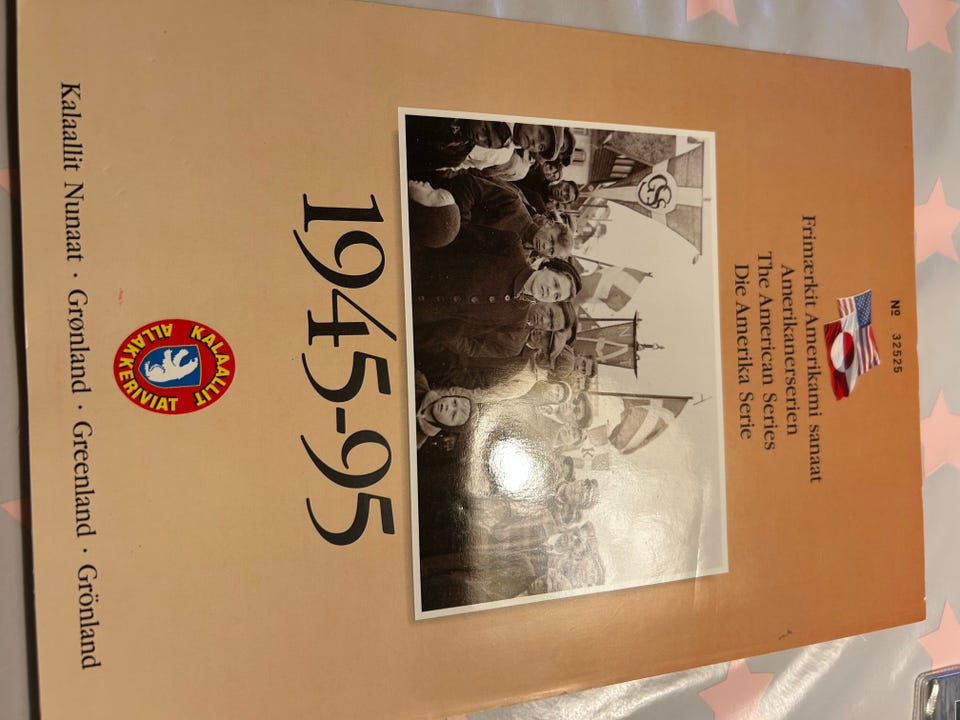 Nº 32525
Frimærkit Amerikami sanaat
Amerikanerserien
The American Series
Die Amerika Serie
1945-95
KALAALLIT
ALLAKKERIVIAT
Kalaallit Nunaat · Grønland · Greenland · Grönland